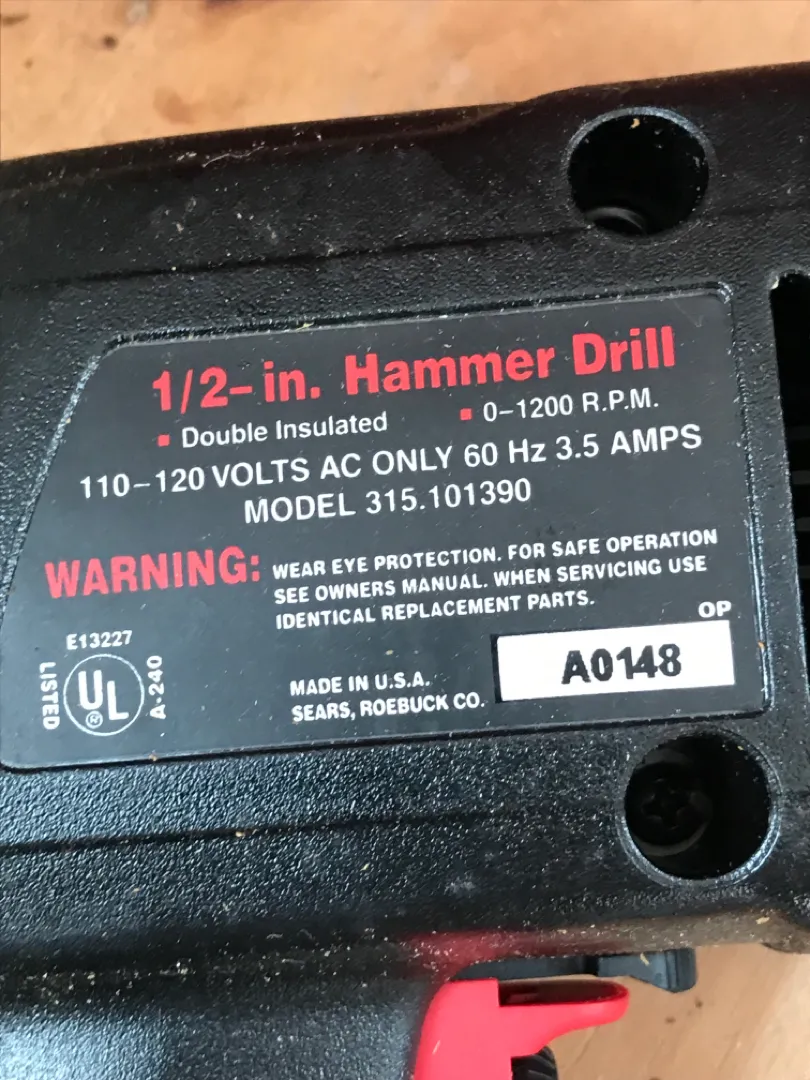 1/2-in. Hammer Drill
▪ Double Insulated ▪ 0-1200 R.P.M.
110-120 VOLTS AC ONLY 60 Hz 3.5 AMPS
MODEL 315.101390
WARNING: WEAR EYE PROTECTION. FOR SAFE OPERATION
SEE OWNERS MANUAL. WHEN SERVICING USE
IDENTICAL REPLACEMENT PARTS.
E13227
LISTED
UL
®
A-240
MADE IN U.S.A.
SEARS, ROEBUCK CO.
OP
A0148